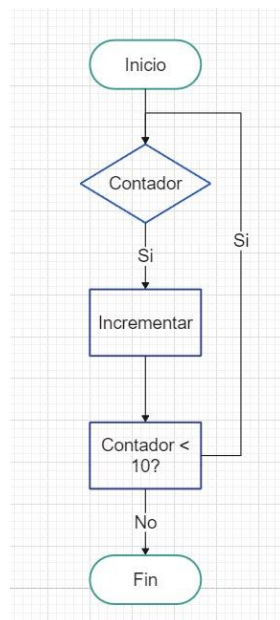 Inicio
Contador
Si
Si
Incrementar
Contador <
10?
No
Fin